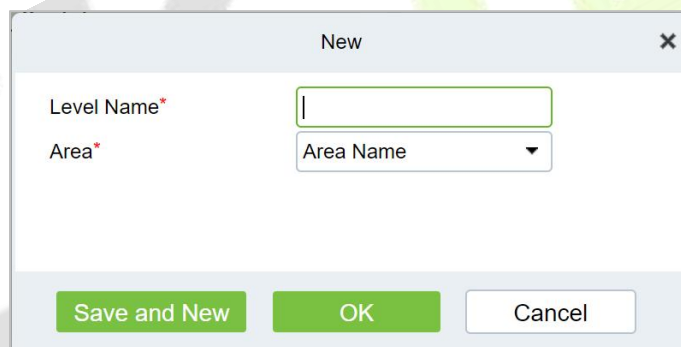 New
Level Name*
Area*
Area Name
Save and New
OK
Cancel